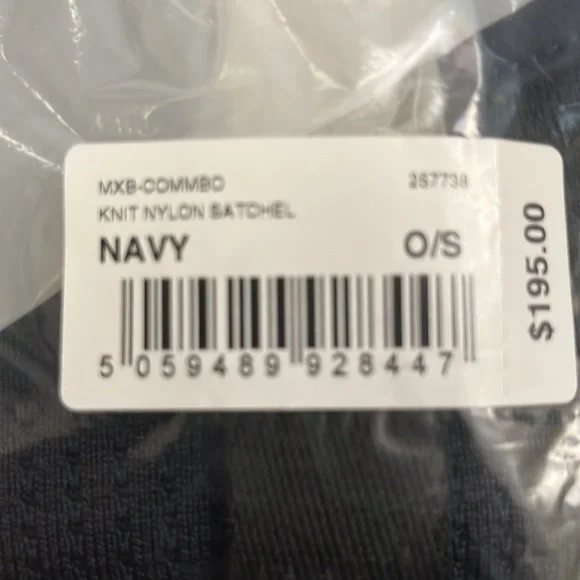 MXB-COMMBO 257738
KNIT NYLON SATCHEL
NAVY O/S
5 059489 928447
$195.00